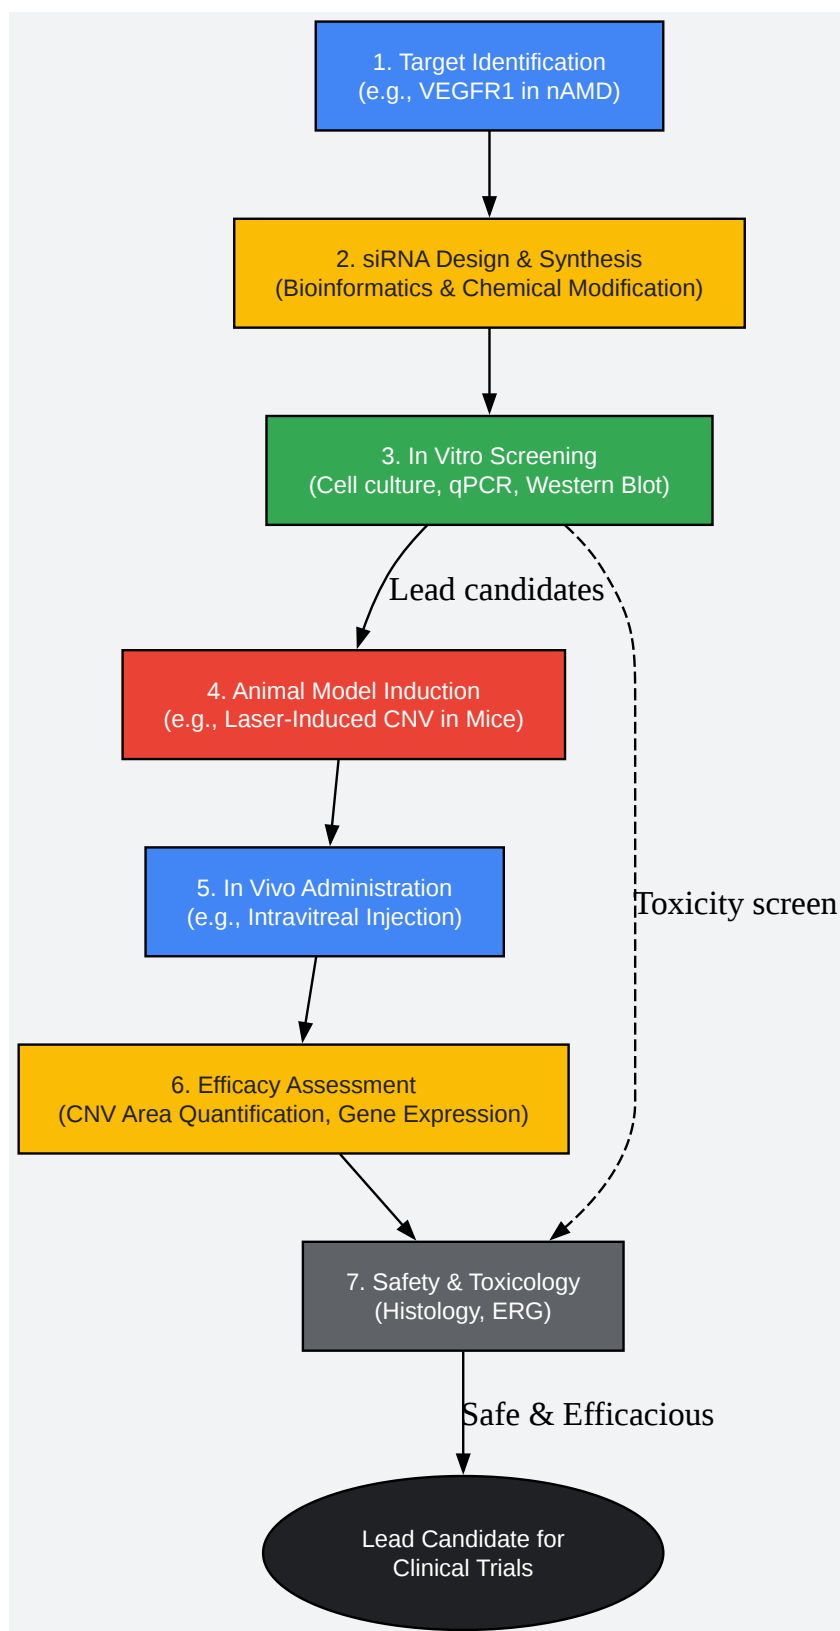 1. Target Identification
(e.g., VEGFR1 in nAMD)
2. siRNA Design & Synthesis
(Bioinformatics & Chemical Modification)
3. In Vitro Screening
(Cell culture, qPCR, Western Blot)
Lead candidates
4. Animal Model Induction
(e.g., Laser-Induced CNV in Mice)
5. In Vivo Administration
(e.g., Intravitreal Injection)
Toxicity screen
6. Efficacy Assessment
(CNV Area Quantification, Gene Expression)
7. Safety & Toxicology
(Histology, ERG)
Safe & Efficacious
Lead Candidate for
Clinical Trials